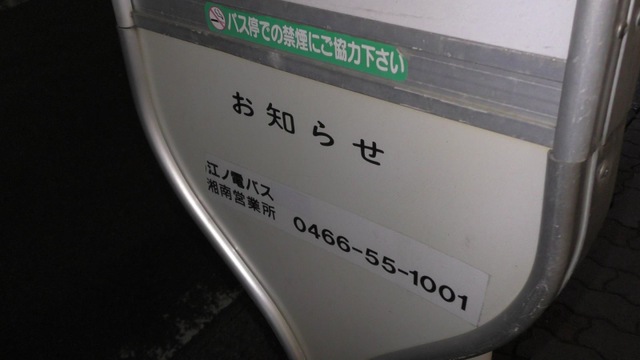 バス停での禁煙にご協力下さい
お知らせ
江ノ電バス
湘南営業所 0466-55-1001